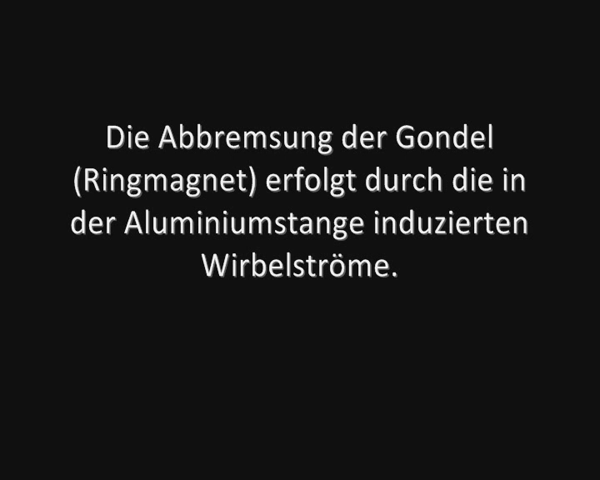 Die Abbremsung der Gondel
(Ringmagnet) erfolgt durch die in
der Aluminiumstange induzierten
Wirbelströme.